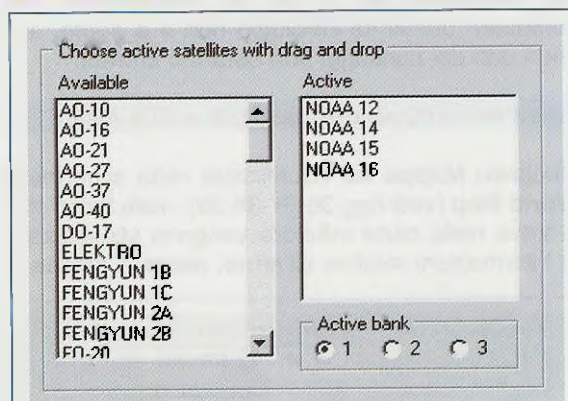 Choose active satellites with drag and drop
Available
AO-10
AO-16
AO-21
AO-27
AO-37
AO-40
DO-17
ELEKTRO
FENGYUN 1B
FENGYUN 1C
FENGYUN 2A
FENGYUN 2B
FO-20
Active
NOAA 12
NOAA 14
NOAA 15
NOAA 16
Active bank
1 2 3